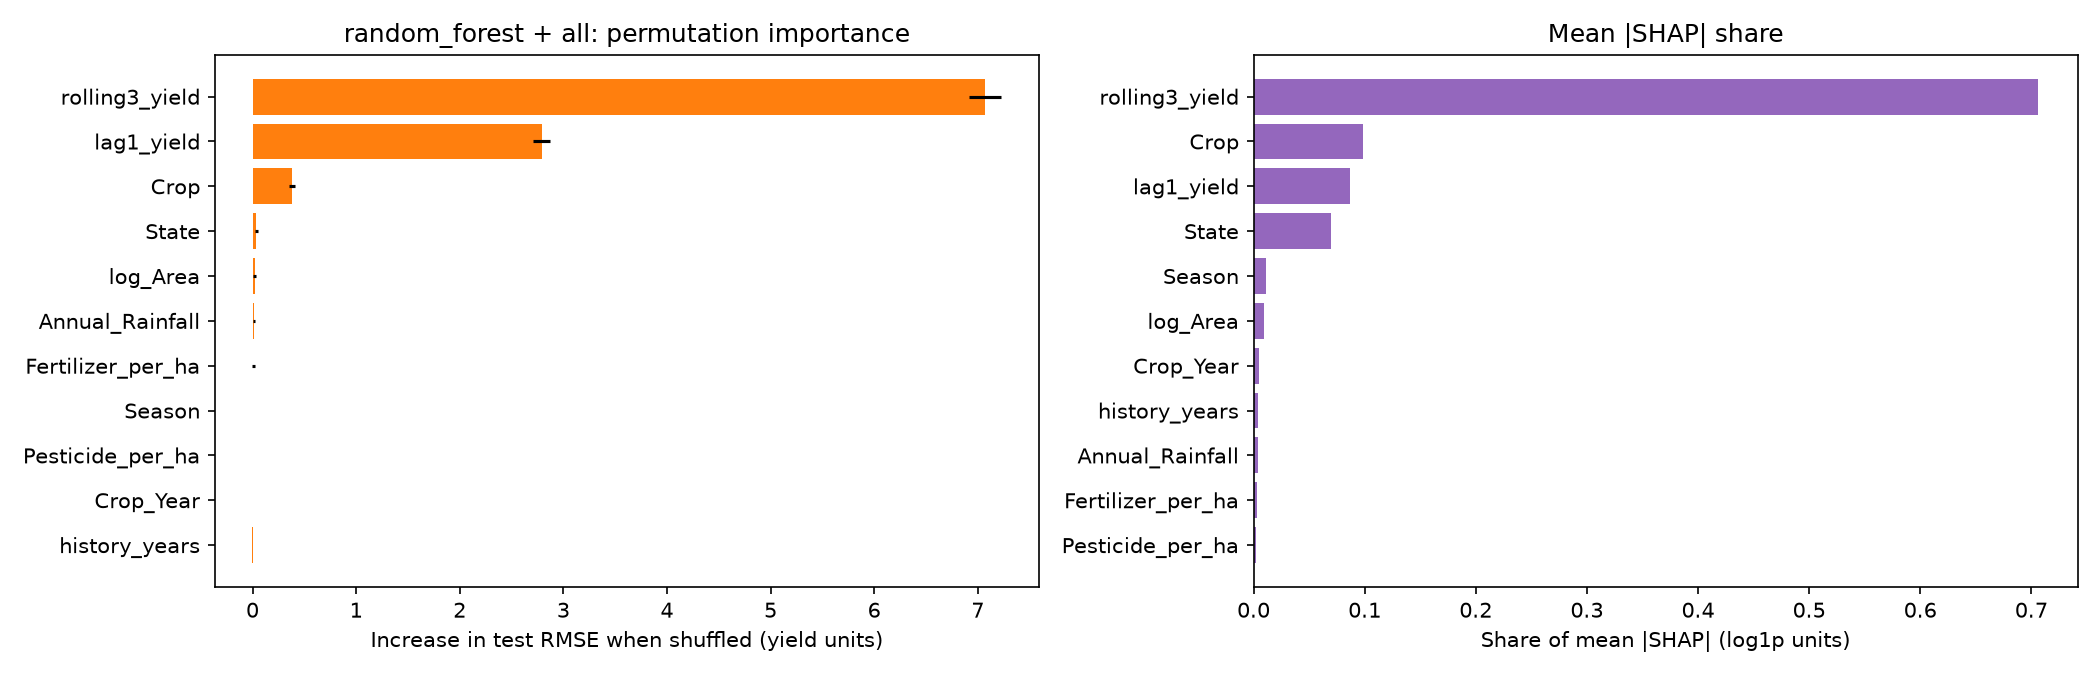 random_forest + all: permutation importance
rolling3_yield
lag1_yield
Crop
State
log_Area
Annual_Rainfall
Fertilizer_per_ha
Season
Pesticide_per_ha
Crop_Year
history_years
0 1 2 3 4 5 6 7
Increase in test RMSE when shuffled (yield units)
Mean |SHAP| share
rolling3_yield
Crop
lag1_yield
State
Season
log_Area
Crop_Year
history_years
Annual_Rainfall
Fertilizer_per_ha
Pesticide_per_ha
0.0 0.1 0.2 0.3 0.4 0.5 0.6 0.7
Share of mean |SHAP| (log1p units)